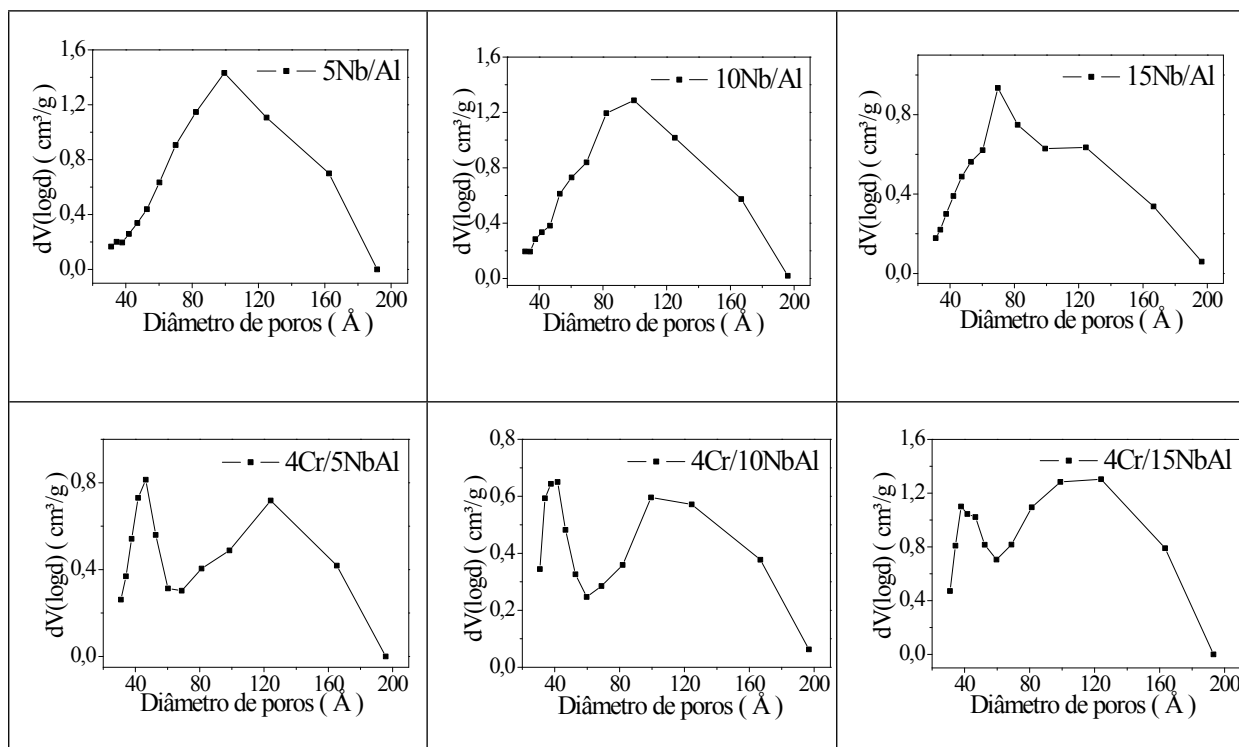 5Nb/Al
dV(logd) ( cm³/g )
1,6
1,2
0,8
0,4
0,0
40 80 120 160 200
Diâmetro de poros ( Å )
10Nb/Al
dV(logd) ( cm³/g )
1,6
1,2
0,8
0,4
0,0
40 80 120 160 200
Diâmetro de poros ( Å )
15Nb/Al
dV(logd) ( cm³/g )
0,8
0,4
0,0
40 80 120 160 200
Diâmetro de poros ( Å )
4Cr/5NbAl
dV(logd) ( cm³/g )
0,8
0,4
0,0
40 80 120 160 200
Diâmetro de poros ( Å )
4Cr/10NbAl
dV(logd) ( cm³/g )
0,8
0,6
0,4
0,2
0,0
40 80 120 160 200
Diâmetro de poros ( Å )
4Cr/15NbAl
dV(logd) ( cm³/g )
1,6
1,2
0,8
0,4
0,0
40 80 120 160 200
Diâmetro de poros ( Å )